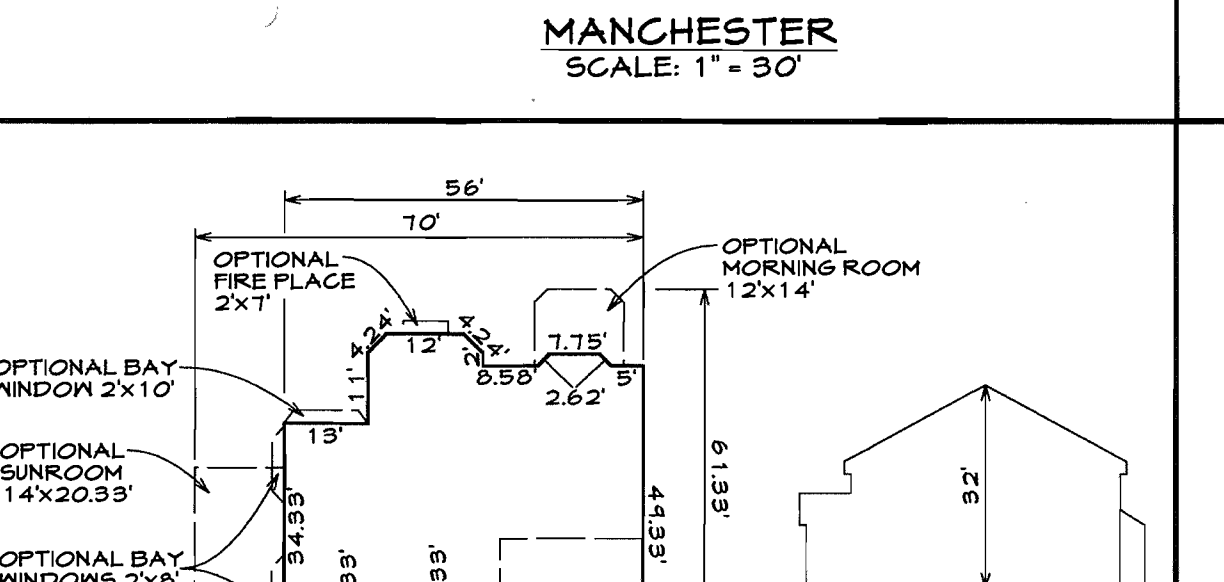 MANCHESTER
SCALE: 1" = 30'
56'
70'
OPTIONAL
FIRE PLACE
2'X7'
OPTIONAL
MORNING ROOM
12'X14'
4.24'
12'
4.24'
2'
7.75'
8.58'
5'
2.62'
11'
OPTIONAL BAY
WINDOW 2'X10'
13'
OPTIONAL
SUNROOM
14'X20.33'
61.33'
32'
34.33'
49.33'
OPTIONAL BAY
WINDOWS 2'X8'
33'
33'